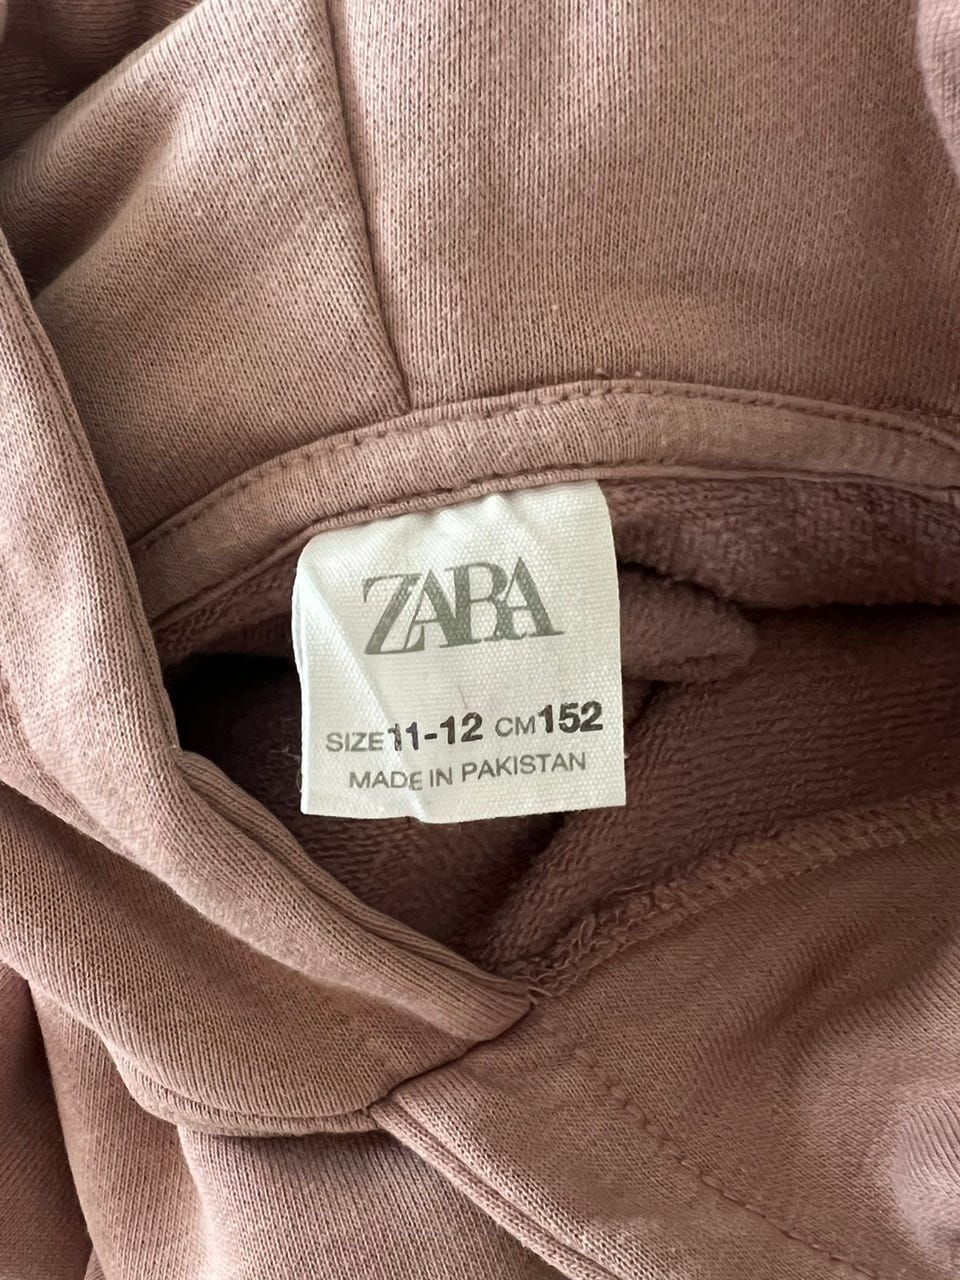 ZARA
SIZE 11-12 CM 152
MADE IN PAKISTAN